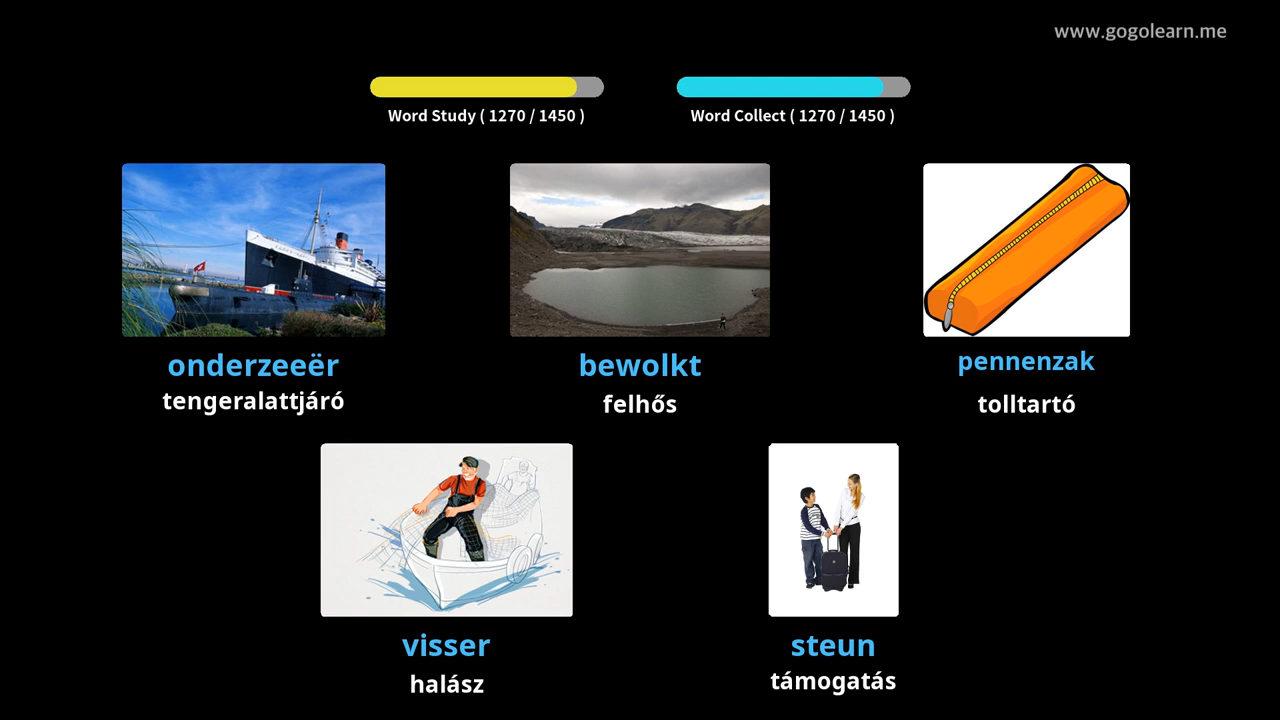 www.gogolearn.me
Word Study ( 1270 / 1450 )
Word Collect ( 1270 / 1450 )
onderzeeër
tengeralattjáró
bewolkt
felhős
pennenzak
tolltartó
visser
halász
steun
támogatás